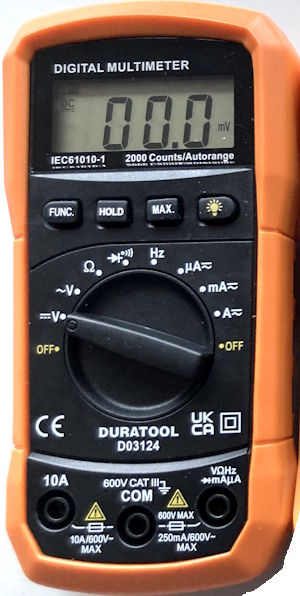 DIGITAL MULTIMETER
DC
00.0 mV
IEC61010-1 2000 Counts/Autorange
FUNC. HOLD MAX.
Hz
Ω μA≂
~V mA≂
⎓V A≂
OFF OFF
CE DURATOOL UK CA
D03124
10A 600V CAT III VΩHz
COM mAμA
600V MAX
10A/600V~ 250mA/600V~
MAX MAX